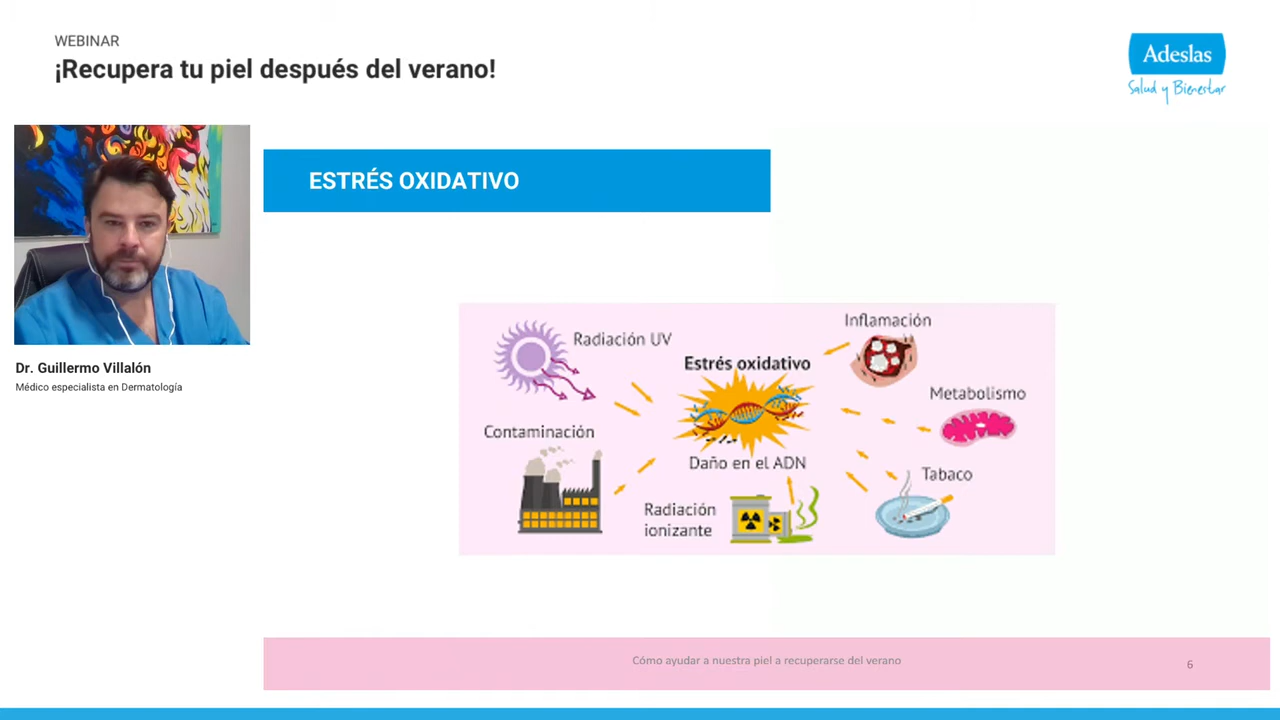 WEBINAR
¡Recupera tu piel después del verano!
Adeslas
Salud y Bienestar
Dr. Guillermo Villalón
Médico especialista en Dermatología
ESTRÉS OXIDATIVO
Radiación UV
Inflamación
Estrés oxidativo
Metabolismo
Contaminación
Daño en el ADN
Tabaco
Radiación
ionizante
Cómo ayudar a nuestra piel a recuperarse del verano
6